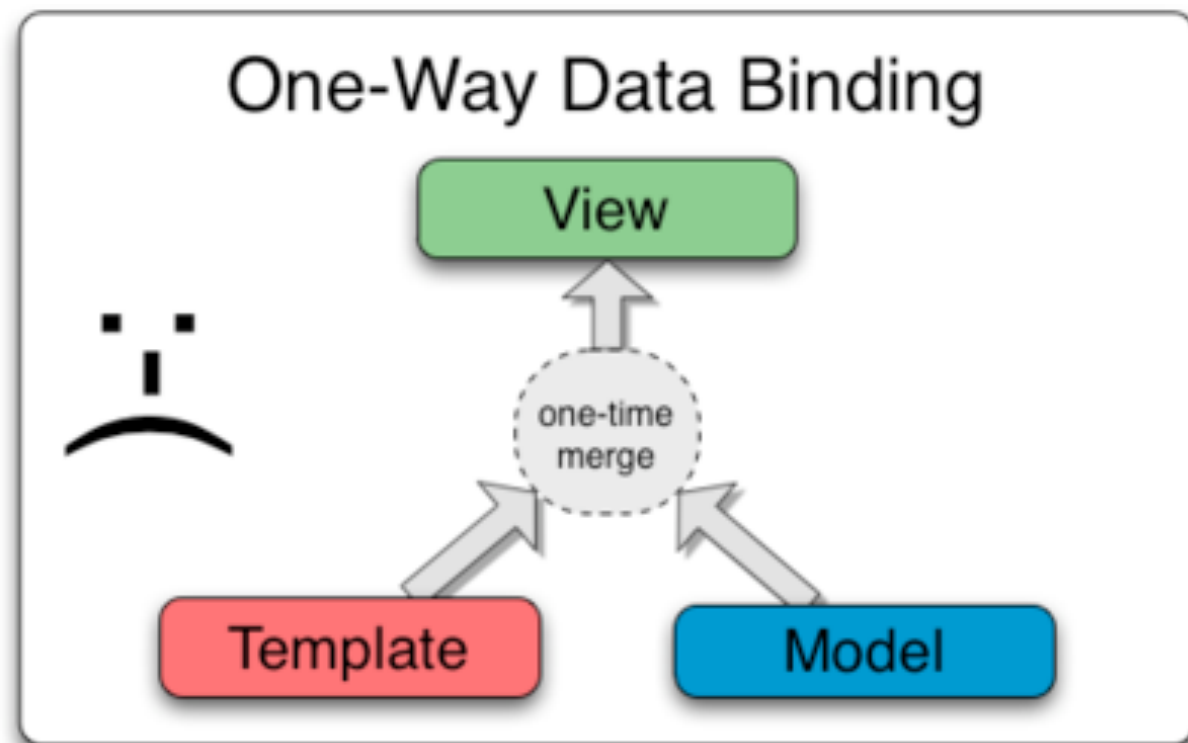 One-Way Data Binding
View
one-time
merge
Template
Model